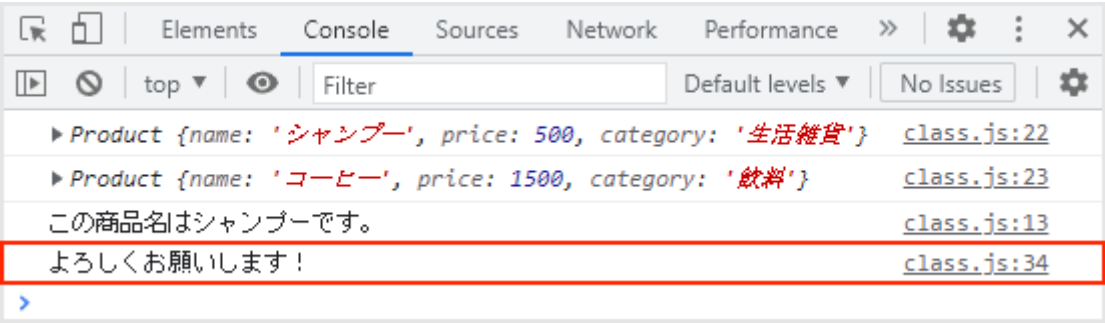 Elements Console Sources Network Performance »
top ▼ Filter Default levels ▼ No Issues
▶ Product {name: 'シャンプー', price: 500, category: '生活雑貨'} class.js:22
▶ Product {name: 'コーヒー', price: 1500, category: '飲料'} class.js:23
この商品名はシャンプーです。 class.js:13
よろしくお願いします！ class.js:34
>